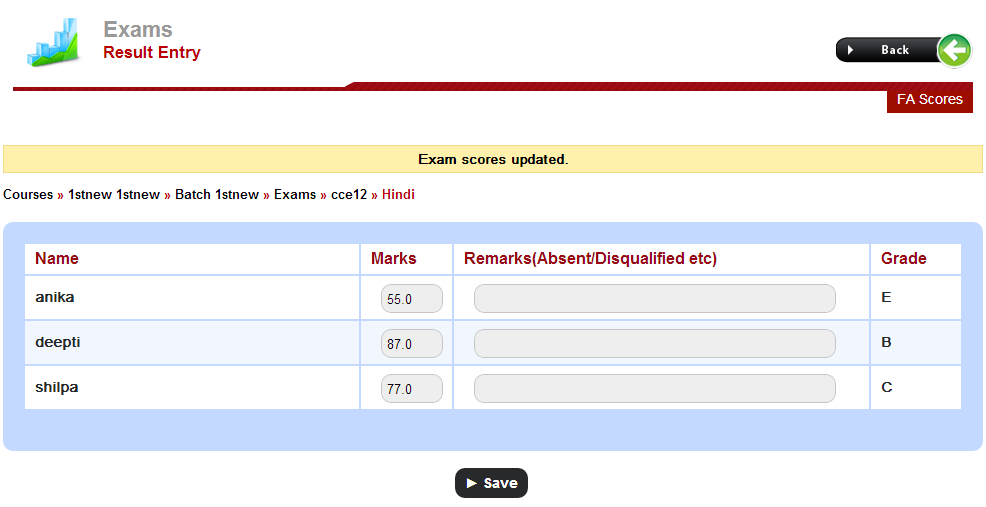 Exams
Result Entry
Back
FA Scores
Exam scores updated.
Courses » 1stnew 1stnew » Batch 1stnew » Exams » cce12 » Hindi
Name Marks Remarks(Absent/Disqualified etc) Grade
anika 55.0 E
deepti 87.0 B
shilpa 77.0 C
Save